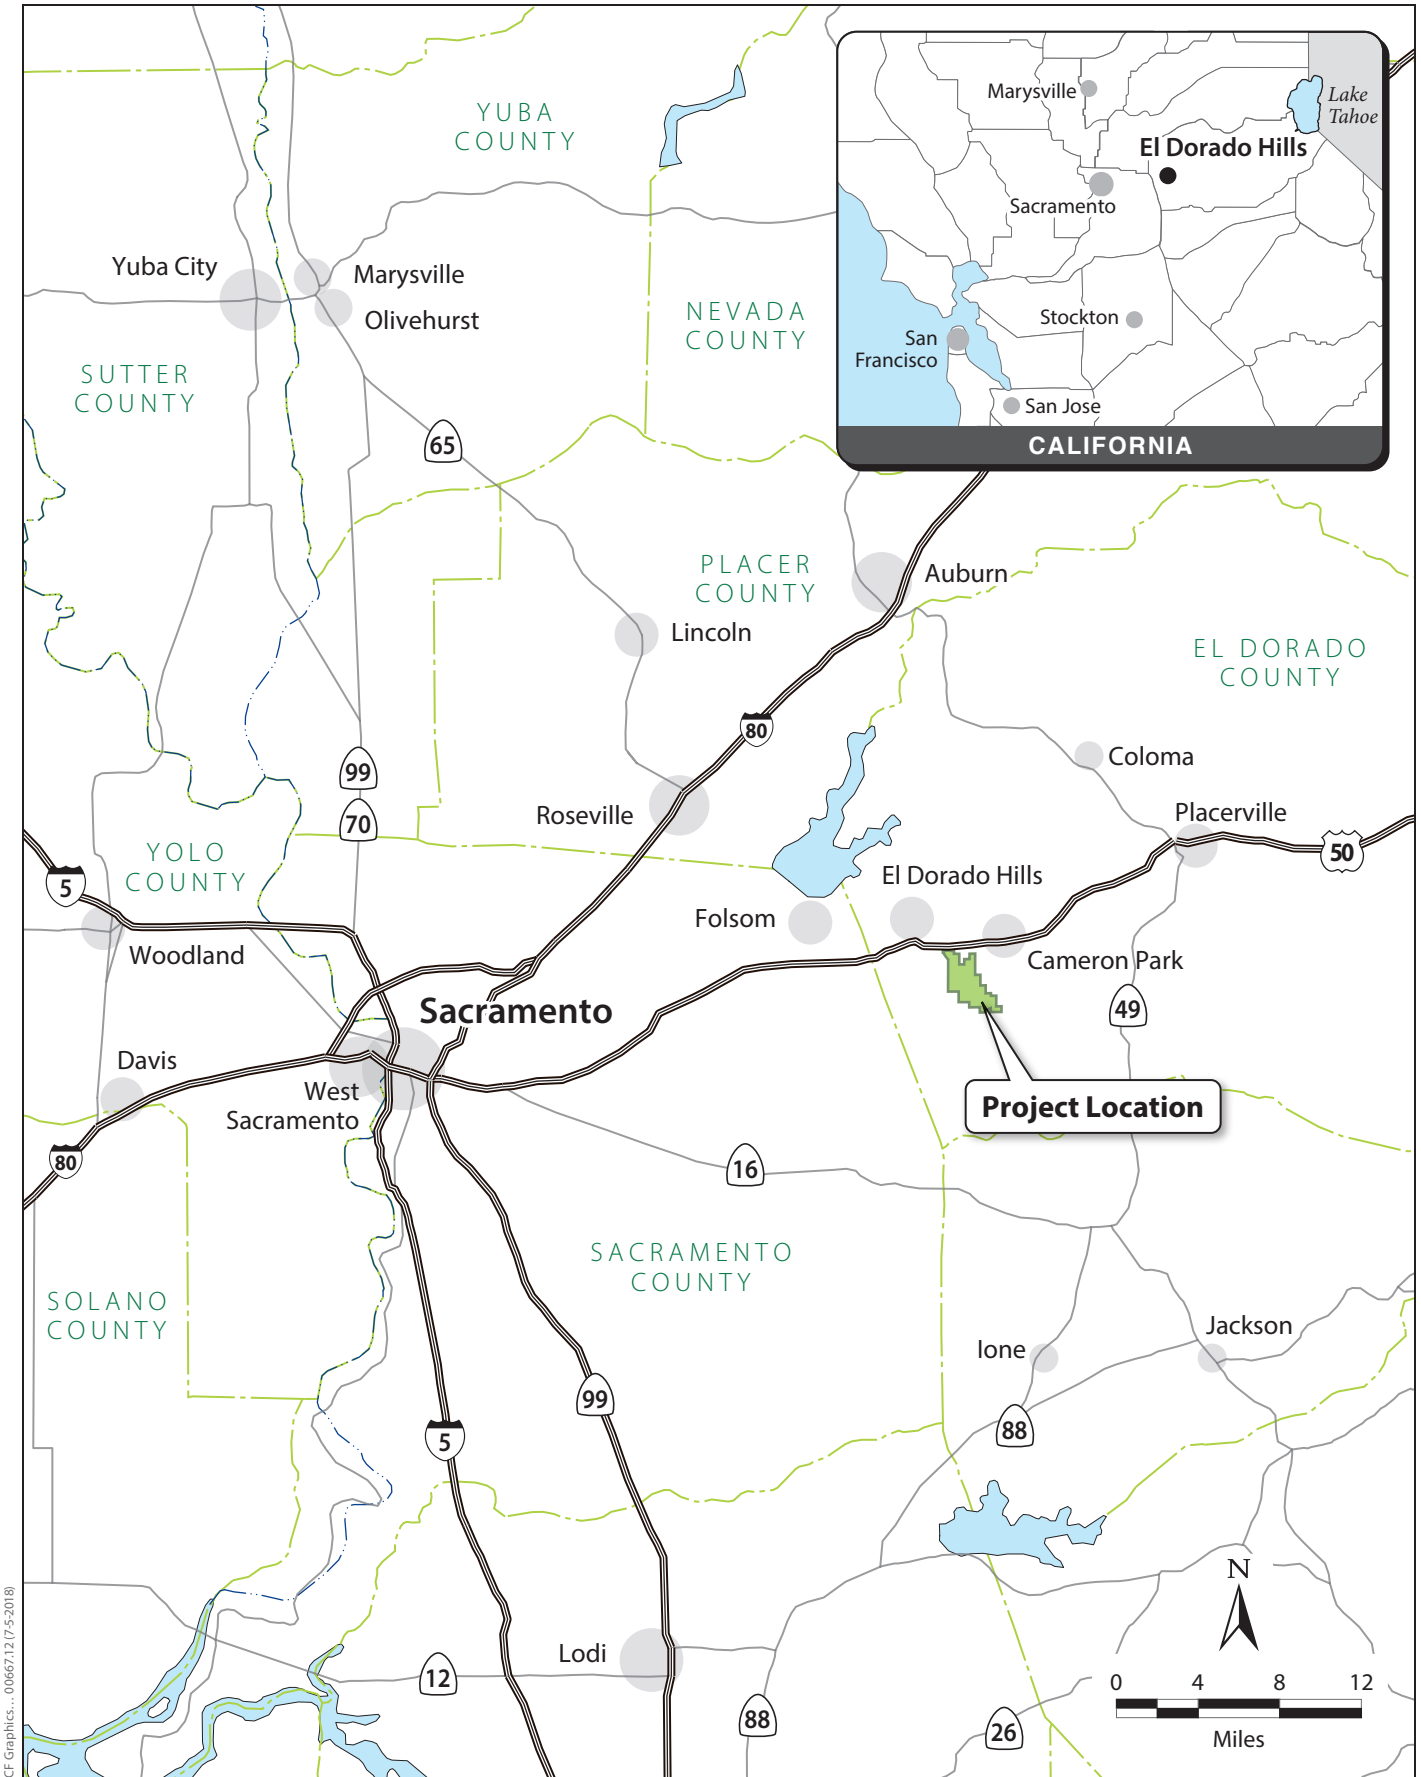 YUBA
COUNTY
Marysville
Lake
Tahoe
El Dorado Hills
Sacramento
Stockton
San
Francisco
San Jose
CALIFORNIA
Yuba City
Marysville
Olivehurst
NEVADA
COUNTY
SUTTER
COUNTY
65
PLACER
COUNTY
Auburn
Lincoln
EL DORADO
COUNTY
80
Coloma
99
70
Roseville
Placerville
50
YOLO
COUNTY
5
El Dorado Hills
Folsom
Woodland
Cameron Park
Sacramento
49
Davis
West
Sacramento
Project Location
80
16
SACRAMENTO
COUNTY
SOLANO
COUNTY
Ione
Jackson
99
88
5
N
Lodi
12
88
26
0 4 8 12
Miles
CF Graphics... 00667.12 (7-5-2018)